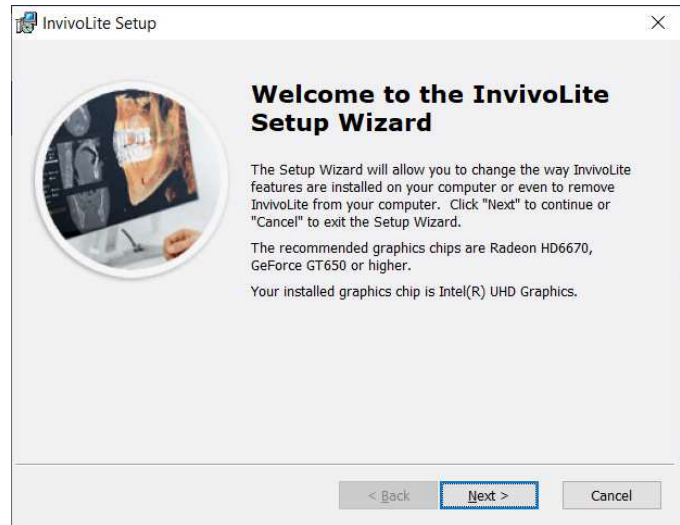 InvivoLite Setup
Welcome to the InvivoLite
Setup Wizard
The Setup Wizard will allow you to change the way InvivoLite
features are installed on your computer or even to remove
InvivoLite from your computer.  Click "Next" to continue or
"Cancel" to exit the Setup Wizard.
The recommended graphics chips are Radeon HD6670,
GeForce GT650 or higher.
Your installed graphics chip is Intel(R) UHD Graphics.
< Back
Next >
Cancel